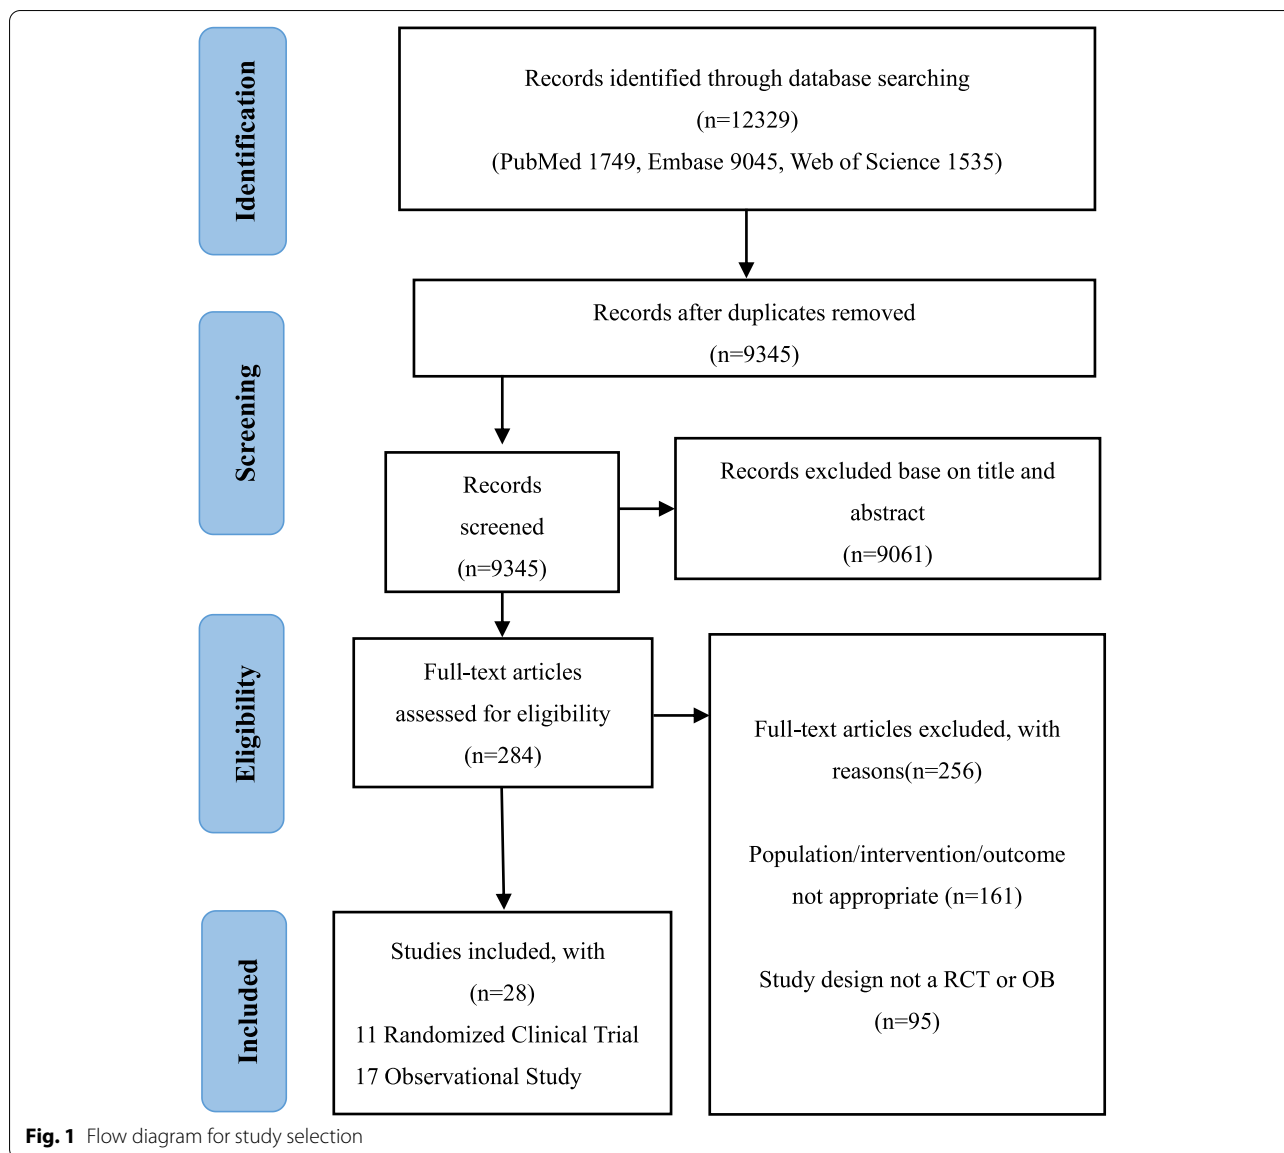 Identification
Records identified through database searching
(n=12329)
(PubMed 1749, Embase 9045, Web of Science 1535)
Screening
Records after duplicates removed
(n=9345)
Records
screened
(n=9345)
Records excluded base on title and
abstract
(n=9061)
Eligibility
Full-text articles
assessed for eligibility
(n=284)
Full-text articles excluded, with
reasons(n=256)
Population/intervention/outcome
not appropriate (n=161)
Study design not a RCT or OB
(n=95)
Included
Studies included, with
(n=28)
11 Randomized Clinical Trial
17 Observational Study
Fig. 1 Flow diagram for study selection